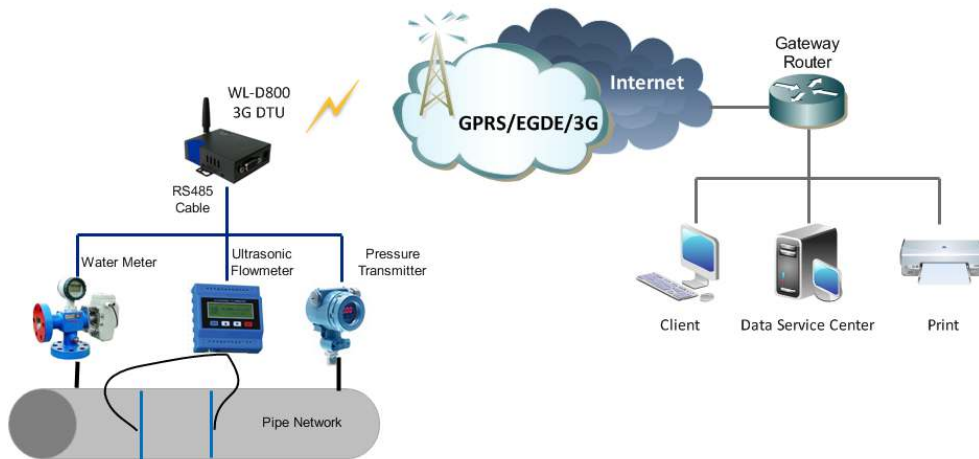 WL-D800
3G DTU
RS485
Cable
Water Meter
Ultrasonic
Flowmeter
Pressure
Transmitter
Pipe Network
GPRS/EGDE/3G
Internet
Gateway
Router
Client
Data Service Center
Print